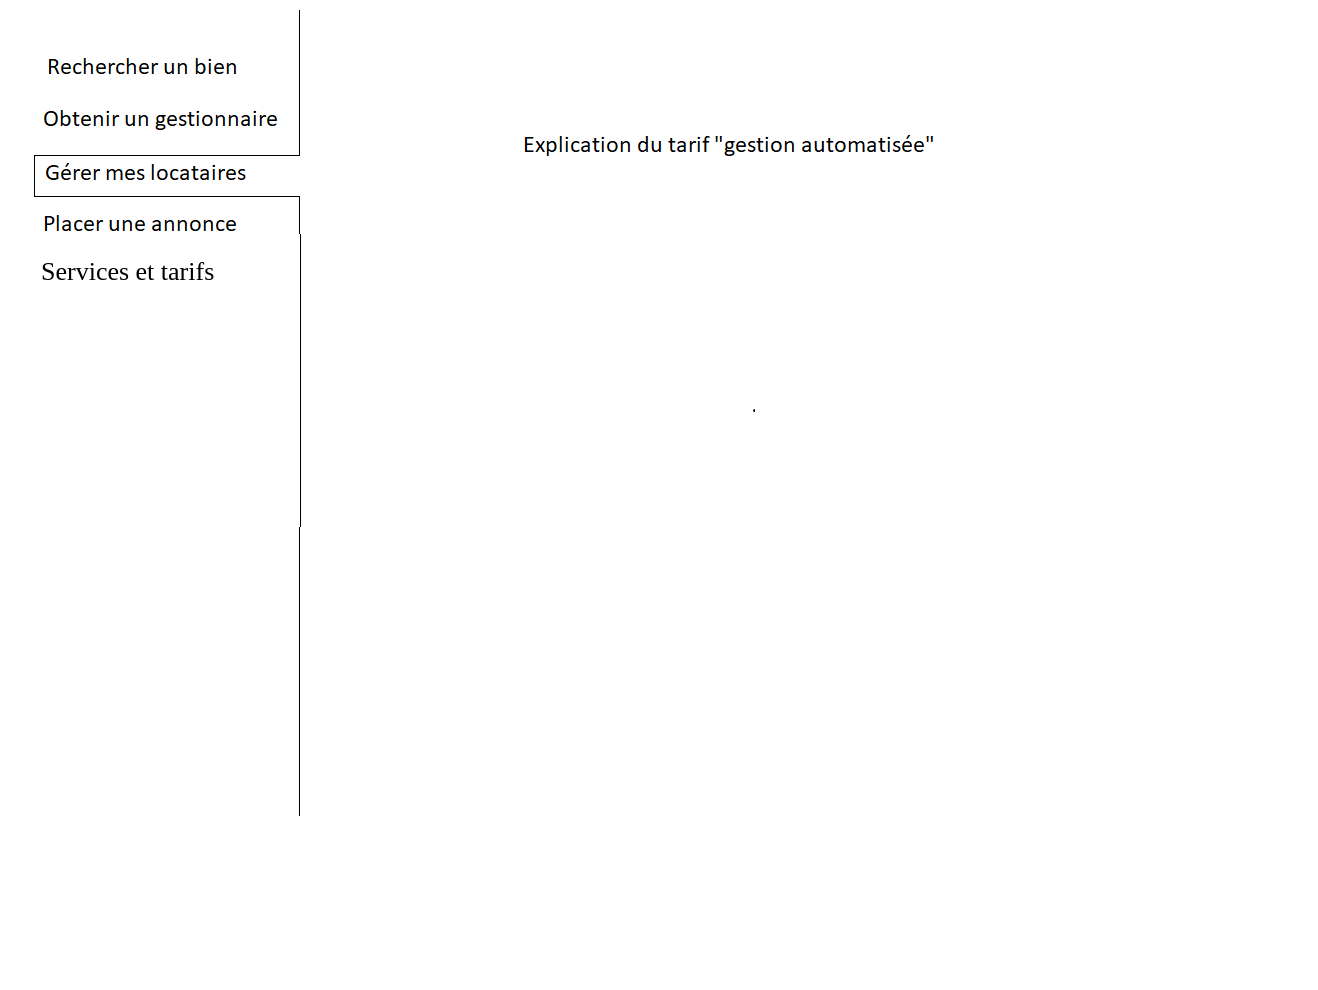 Rechercher un bien
Obtenir un gestionnaire
Explication du tarif "gestion automatisée"
Gérer mes locataires
Placer une annonce
Services et tarifs